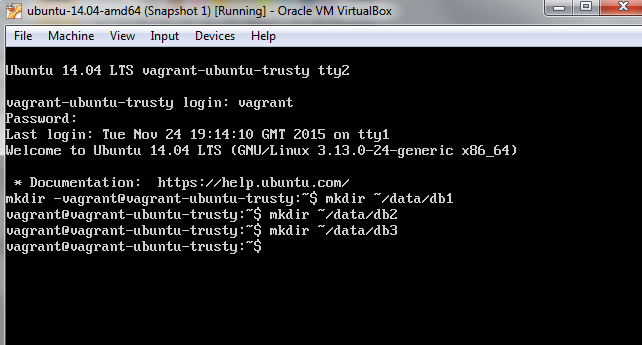 ubuntu-14.04-amd64 (Snapshot 1) [Running] - Oracle VM VirtualBox
File Machine View Input Devices Help
Ubuntu 14.04 LTS vagrant-ubuntu-trusty tty2
vagrant-ubuntu-trusty login: vagrant
Password:
Last login: Tue Nov 24 19:14:10 GMT 2015 on tty1
Welcome to Ubuntu 14.04 LTS (GNU/Linux 3.13.0-24-generic x86_64)
* Documentation: https://help.ubuntu.com/
mkdir -vagrant@vagrant-ubuntu-trusty:~$ mkdir ~/data/db1
vagrant@vagrant-ubuntu-trusty:~$ mkdir ~/data/db2
vagrant@vagrant-ubuntu-trusty:~$ mkdir ~/data/db3
vagrant@vagrant-ubuntu-trusty:~$